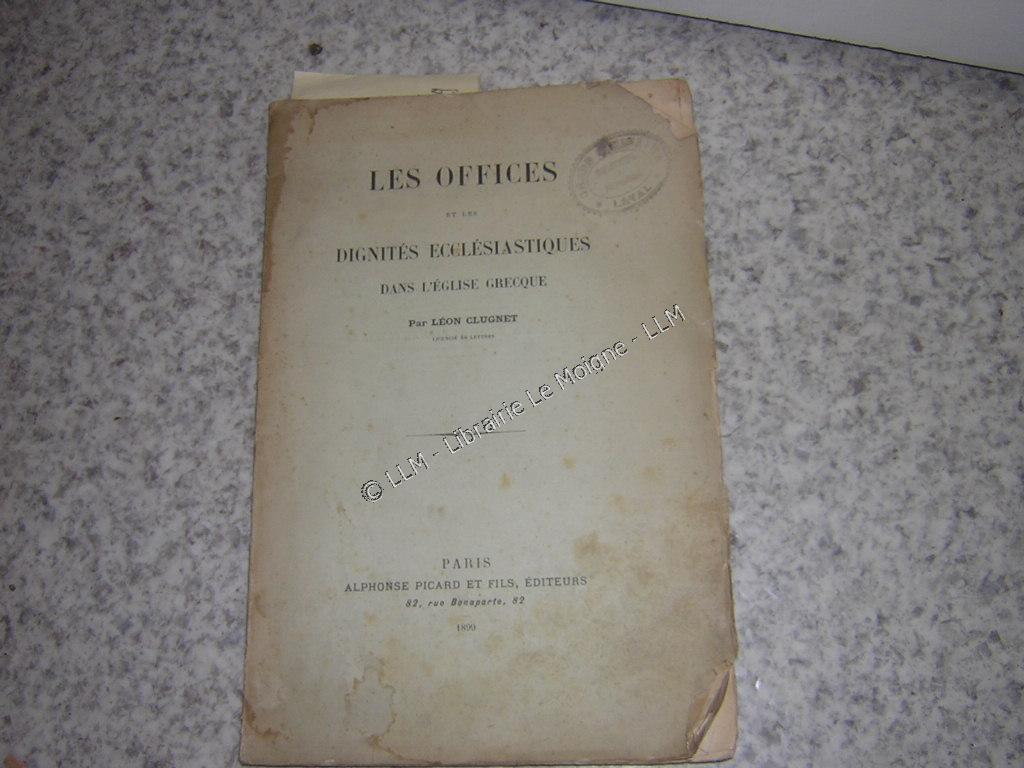 LES OFFICES
ET LES
DIGNITÉS ECCLÉSIASTIQUES
DANS L'ÉGLISE GRECQUE
Par LÉON CLUGNET
LICENCIÉ ÈS LETTRES
LAVAL
© LLM - Librairie Le Moigne - LLM
PARIS
ALPHONSE PICARD ET FILS, ÉDITEURS
82, rue Bonaparte, 82
1899